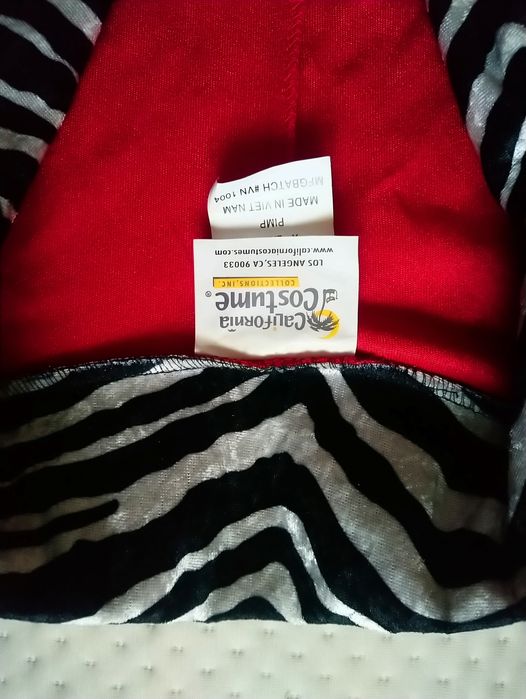 California
Costume®
COLLECTIONS, INC.
LOS ANGELES, CA 90033
www.californiacostumes.com
PIMP
MADE IN VIET NAM
MFGBATCH #VN 1004